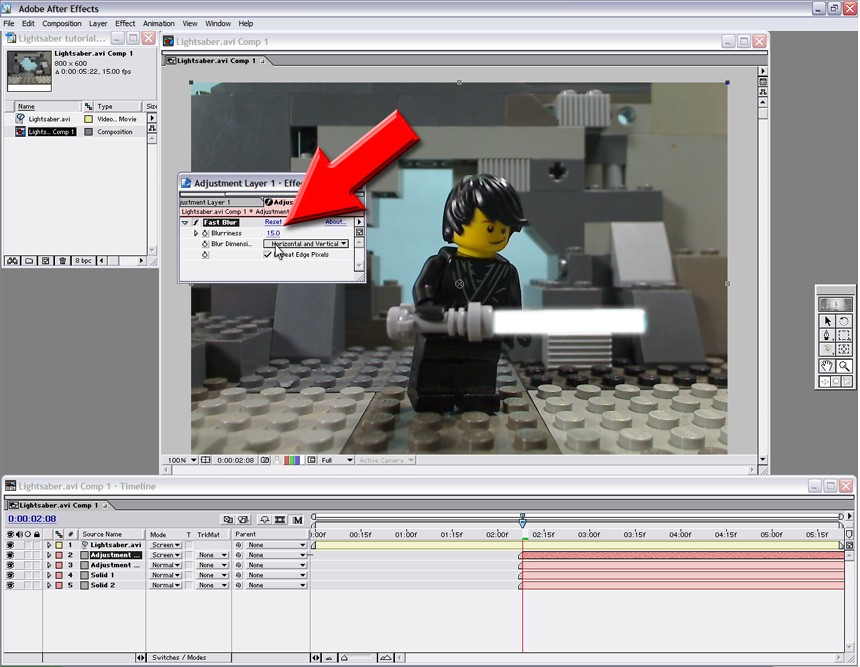 Adobe After Effects
File Edit Composition Layer Effect Animation View Window Help
Lightsaber tutorial...
Lightsaber.avi Comp 1
800 x 600
Δ 0:00:05:22, 15.00 fps
Name Type Size
Lightsaber.avi Video... Movie
Lights... Comp 1 Composition
8 bpc
Lightsaber.avi Comp 1
Lightsaber.avi Comp 1
Adjustment Layer 1 - Effe
ustment Layer 1 Adjus
Lightsaber.avi Comp 1 * Adjustment
Fast Blur Reset About...
Blurriness 15.0
Blur Dimensi... Horizontal and Vertical
Repeat Edge Pixels
100% 0:00:02:08 Full Active Camera
Lightsaber.avi Comp 1 - Timeline
Lightsaber.avi Comp 1
0:00:02:08 M
# Source Name Mode T TrkMat Parent
):00f 00:15f 01:00f 01:15f 02:00f 02:15f 03:00f 03:15f 04:00f 04:15f 05:00f 05:15f
1 Lightsaber.avi Screen None
2 Adjustment ... Screen None None
3 Adjustment ... Normal None None
4 Solid 1 Normal None None
5 Solid 2 Normal None None
Switches / Modes